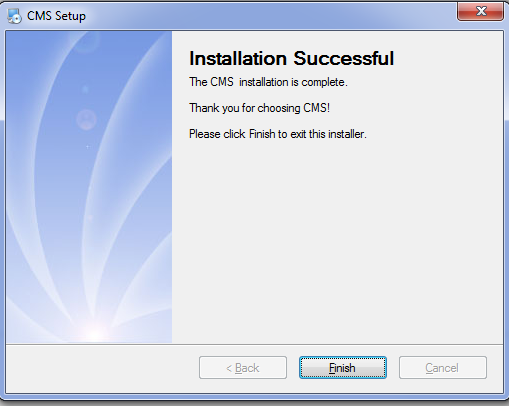 CMS Setup
Installation Successful
The CMS installation is complete.
Thank you for choosing CMS!
Please click Finish to exit this installer.
< Back
Finish
Cancel